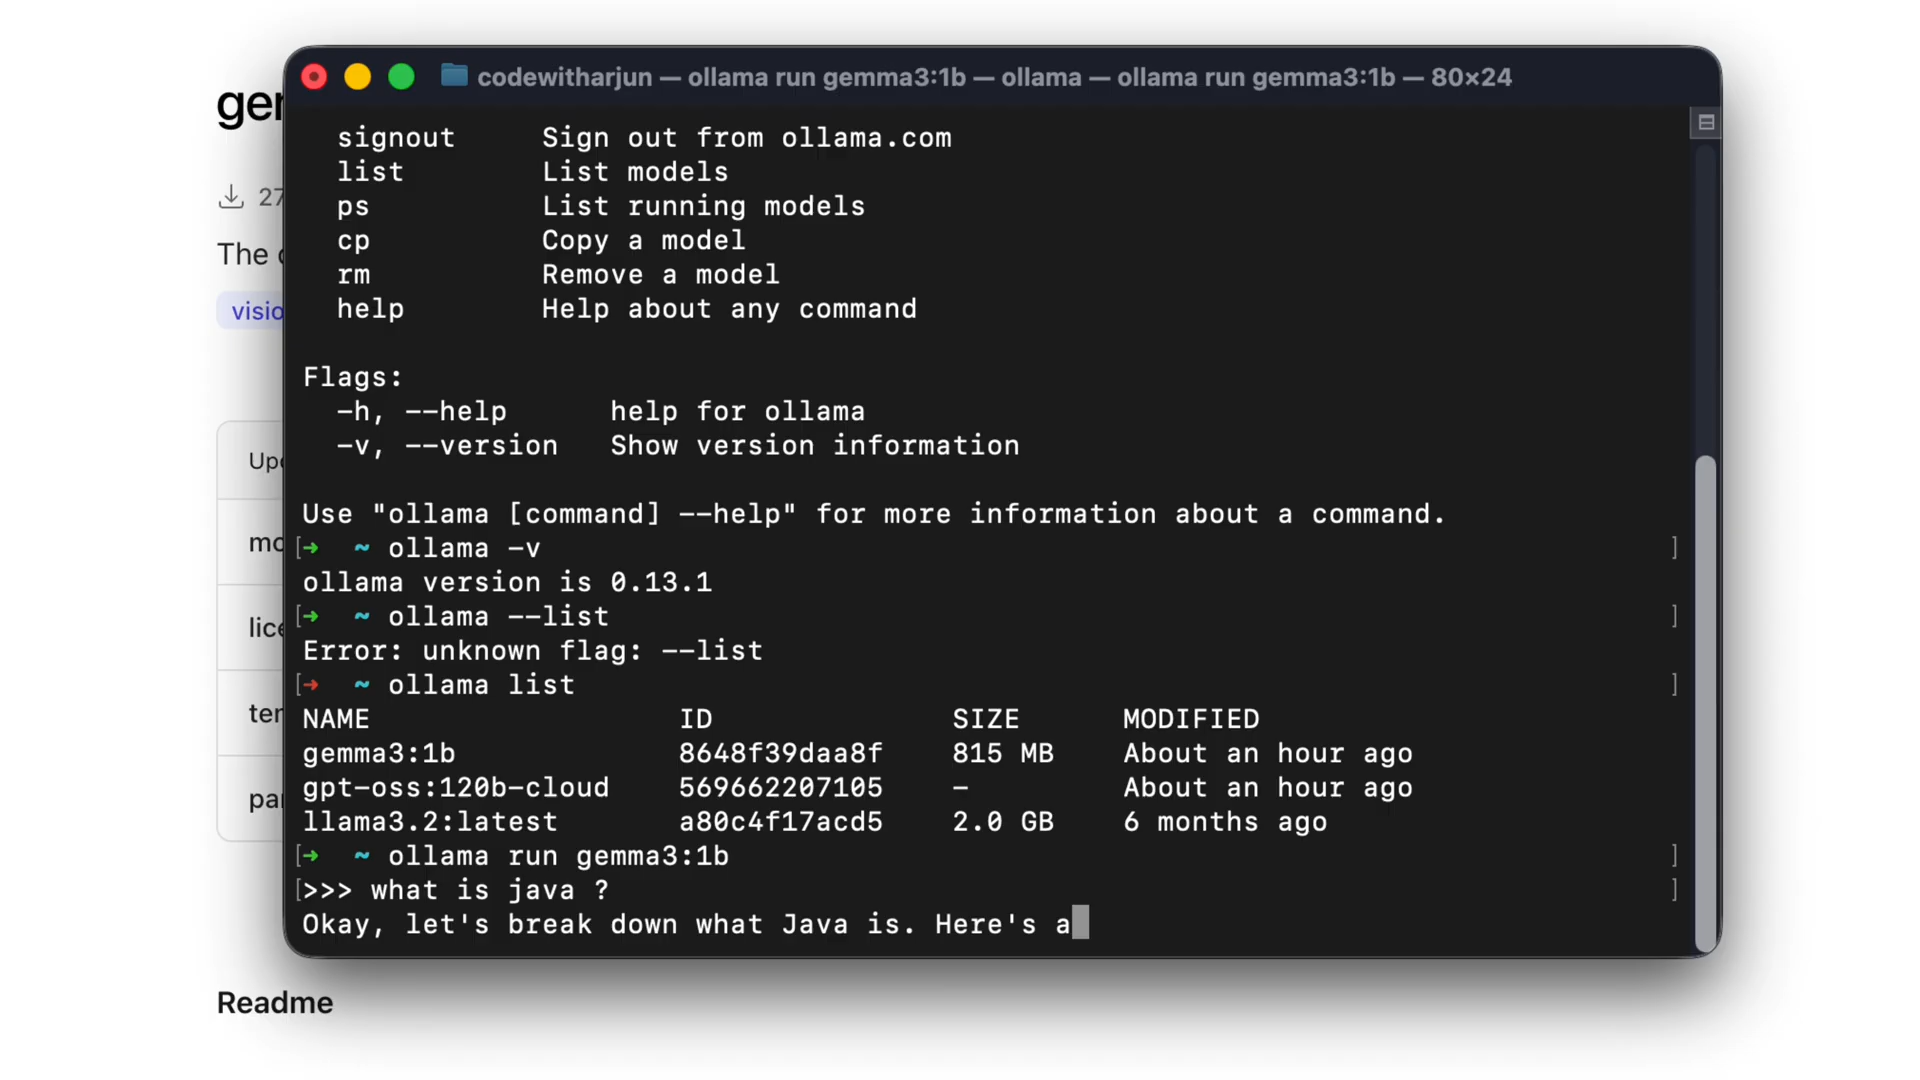 codewitharjun — ollama run gemma3:1b — ollama — ollama run gemma3:1b — 80×24
signout Sign out from ollama.com
list List models
ps List running models
cp Copy a model
rm Remove a model
help Help about any command
Flags:
-h, --help help for ollama
-v, --version Show version information
Use "ollama [command] --help" for more information about a command.
[➜ ~ ollama -v ]
ollama version is 0.13.1
[➜ ~ ollama --list ]
Error: unknown flag: --list
[➜ ~ ollama list ]
NAME ID SIZE MODIFIED
gemma3:1b 8648f39daa8f 815 MB About an hour ago
gpt-oss:120b-cloud 569662207105 - About an hour ago
llama3.2:latest a80c4f17acd5 2.0 GB 6 months ago
[➜ ~ ollama run gemma3:1b ]
[>>> what is java ? ]
Okay, let's break down what Java is. Here's a
The
Readme